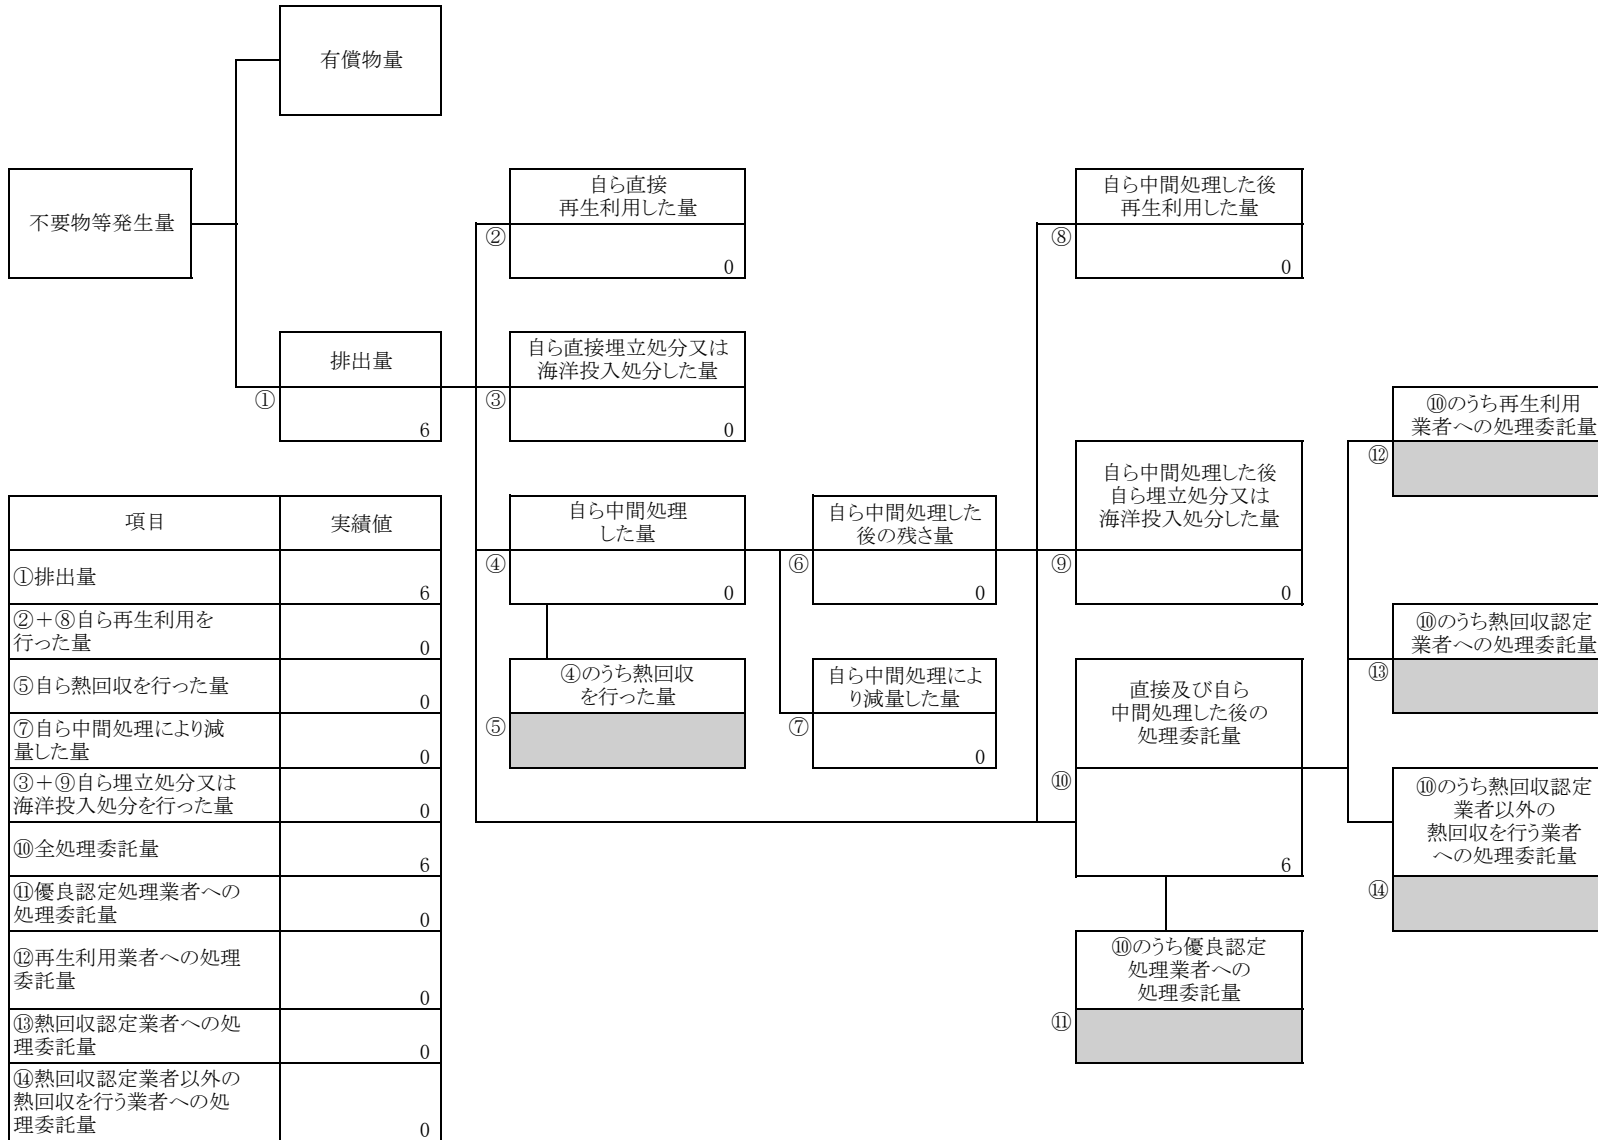 有償物量
不要物等発生量
自ら直接
再生利用した量
②
0
自ら中間処理した後
再生利用した量
⑧
0
排出量
①
6
自ら直接埋立処分又は
海洋投入処分した量
③
0
⑩のうち再生利用
業者への処理委託量
⑫
自ら中間処理
した量
④
0
自ら中間処理した
後の残さ量
⑥
0
自ら中間処理した後
自ら埋立処分又は
海洋投入処分した量
⑨
0
⑩のうち熱回収認定
業者への処理委託量
⑬
④のうち熱回収
を行った量
⑤
自ら中間処理によ
り減量した量
⑦
0
直接及び自ら
中間処理した後の
処理委託量
⑩
6
⑩のうち熱回収認定
業者以外の
熱回収を行う業者
への処理委託量
⑭
⑩のうち優良認定
処理業者への
処理委託量
⑪
項目 実績値
①排出量
6
②+⑧自ら再生利用を
行った量
0
⑤自ら熱回収を行った量
0
⑦自ら中間処理により減
量した量
0
③+⑨自ら埋立処分又は
海洋投入処分を行った量
0
⑩全処理委託量
6
⑪優良認定処理業者への
処理委託量
0
⑫再生利用業者への処理
委託量
0
⑬熱回収認定業者への処
理委託量
0
⑭熱回収認定業者以外の
熱回収を行う業者への処
理委託量
0